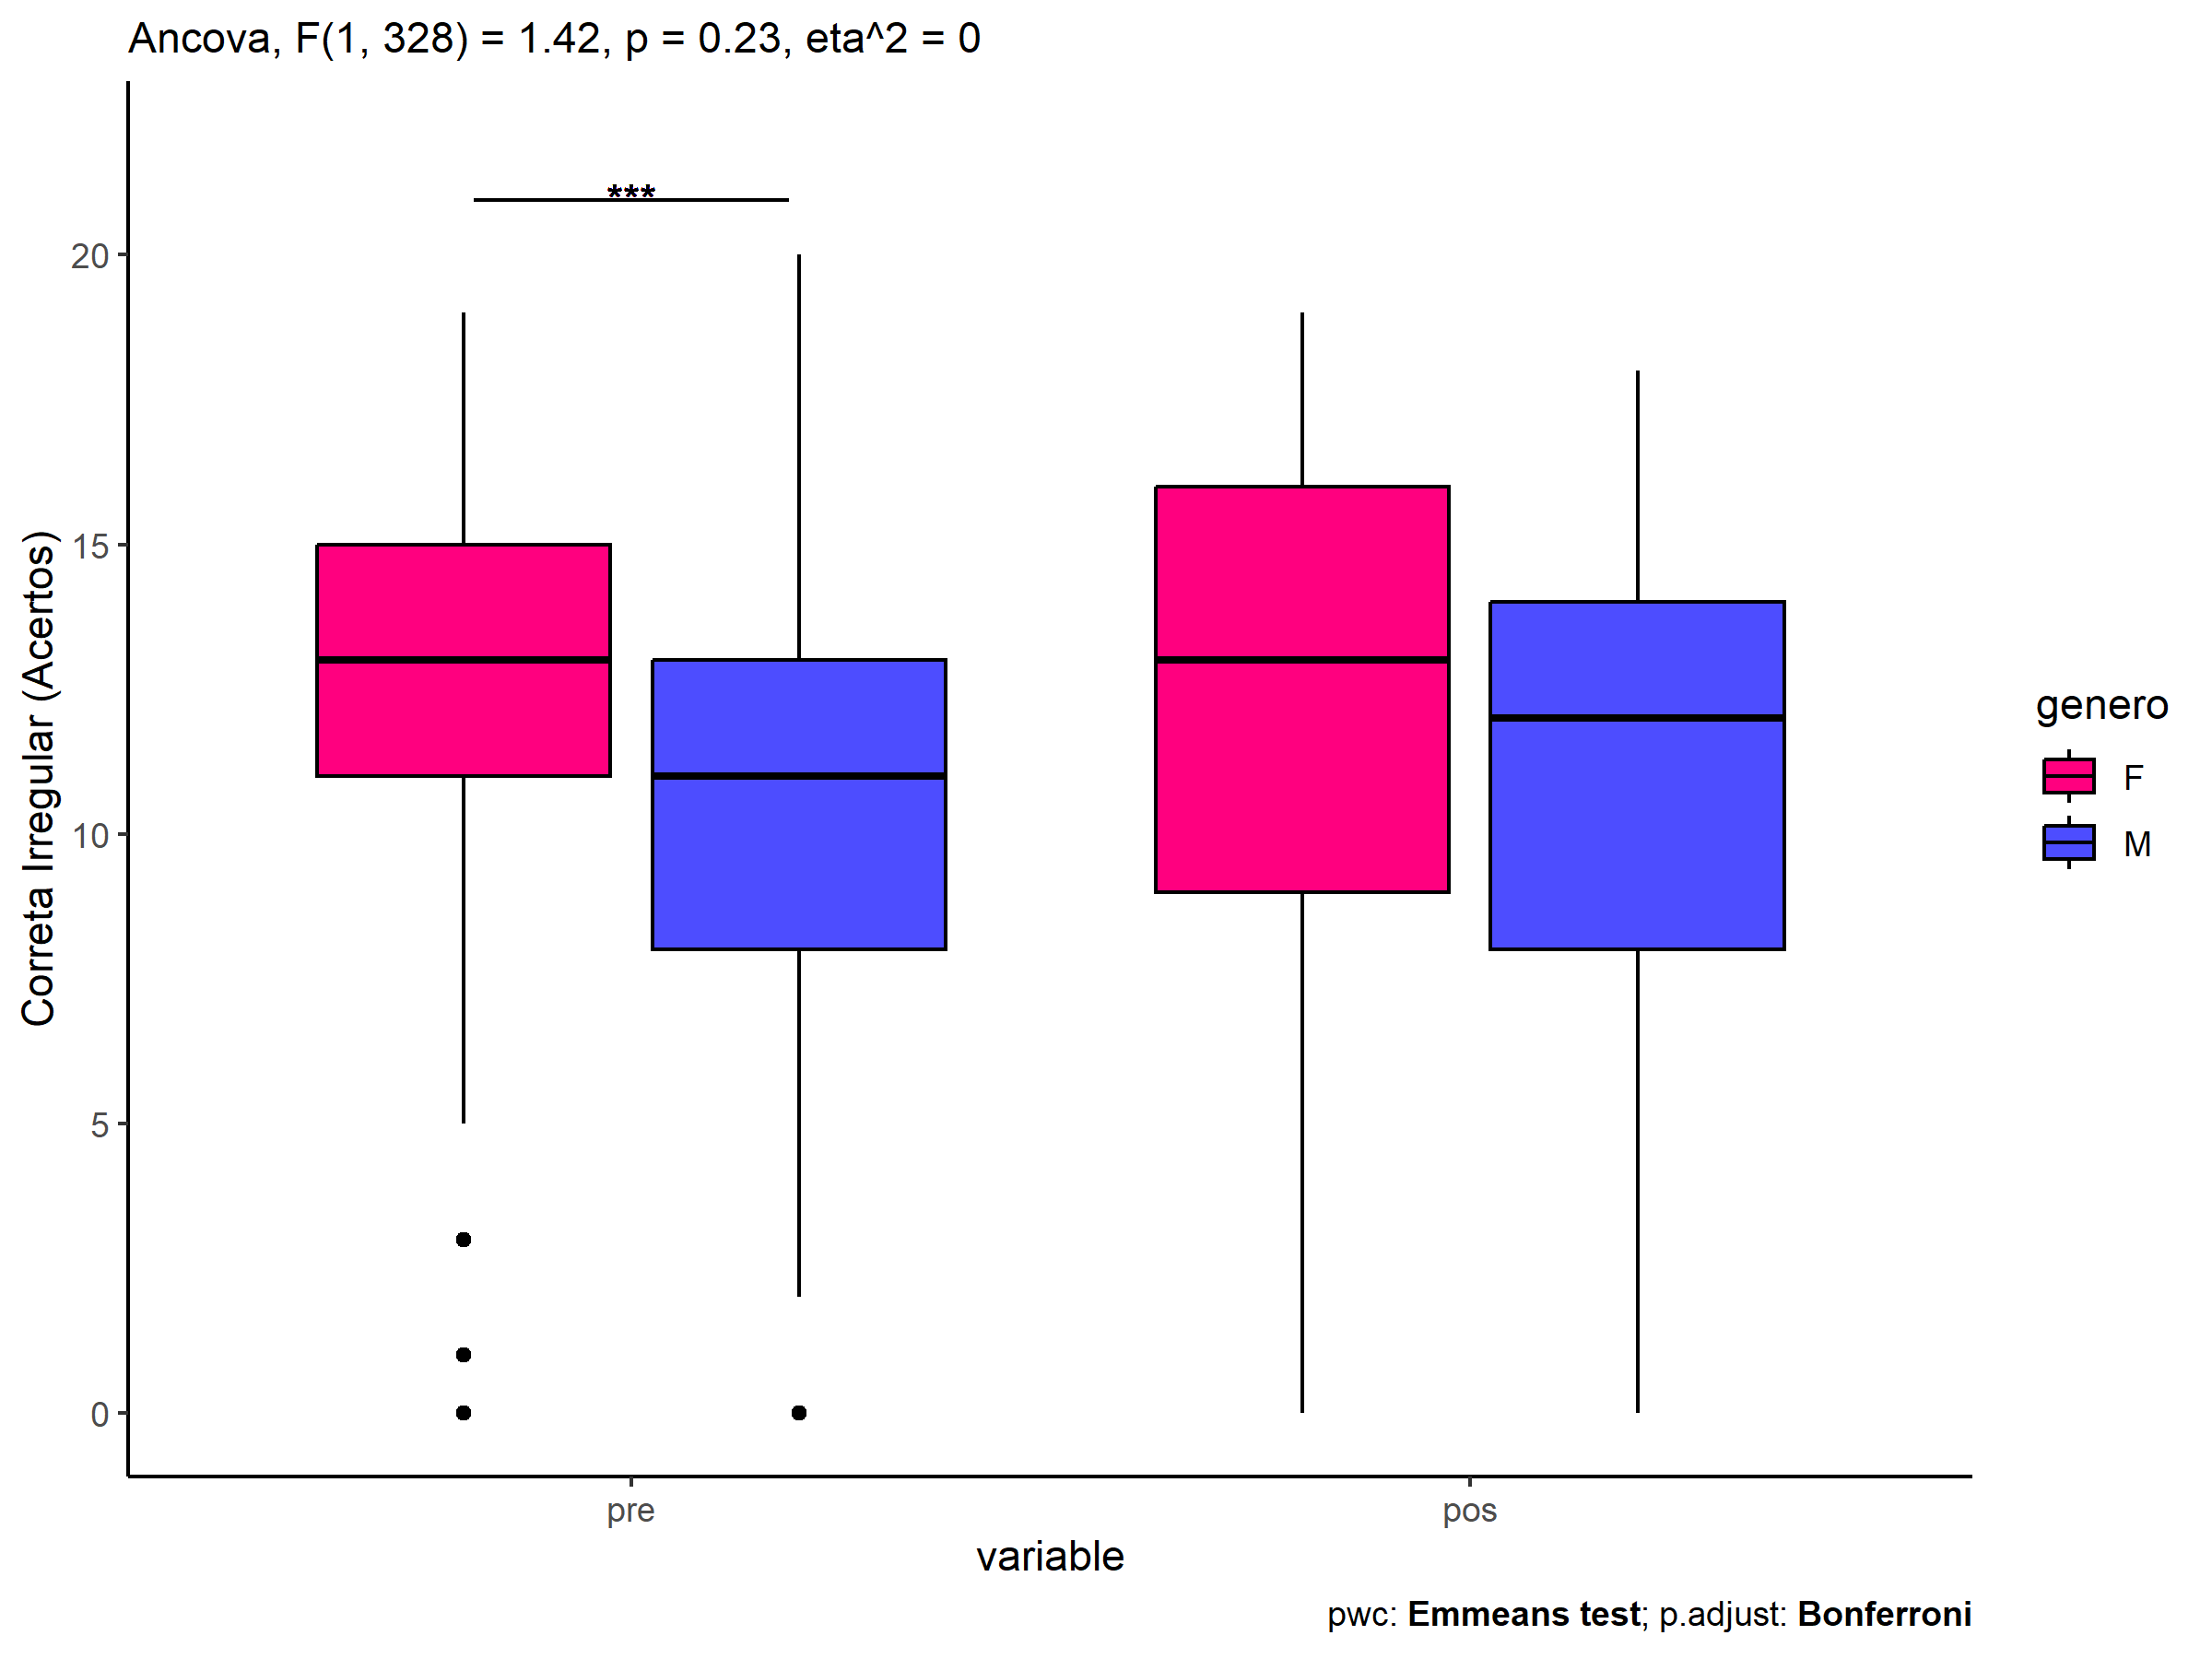 Ancova, F(1, 328) = 1.42, p = 0.23, eta^2 = 0
***
Correta Irregular (Acertos)
20
15
10
5
0
pre
pos
variable
genero
F
M
pwc: Emmeans test; p.adjust: Bonferroni